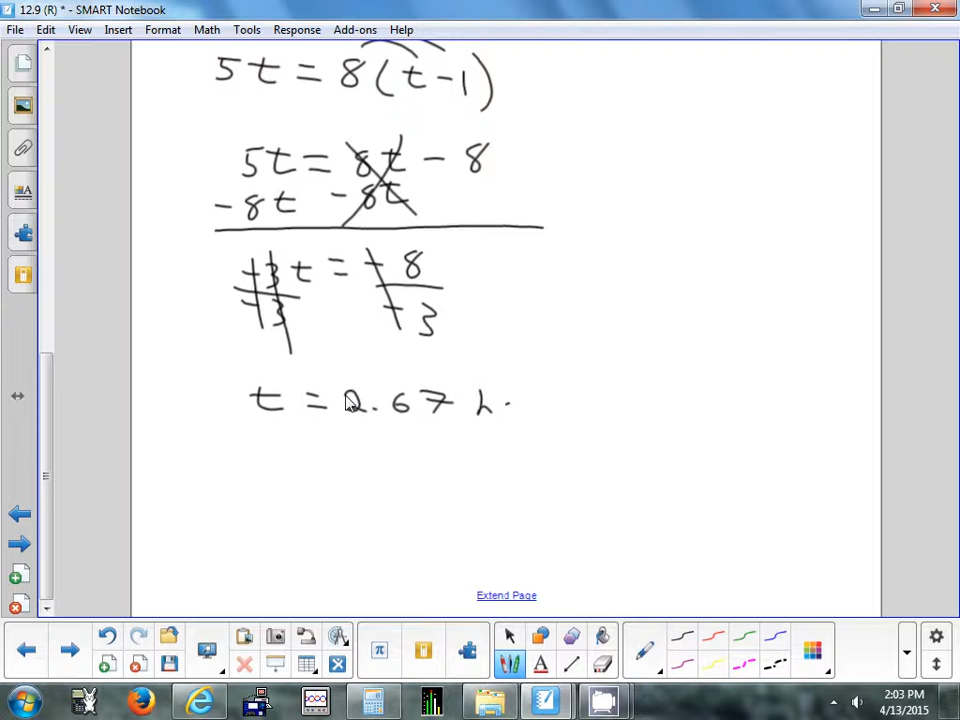 12.9 (R) * - SMART Notebook
File Edit View Insert Format Math Tools Response Add-ons Help
5t = 8(t-1)
5t = 8t - 8
-8t -8t
-3t = -8
-3 -3
t = 2.67 h.
Extend Page
2:03 PM
4/13/2015